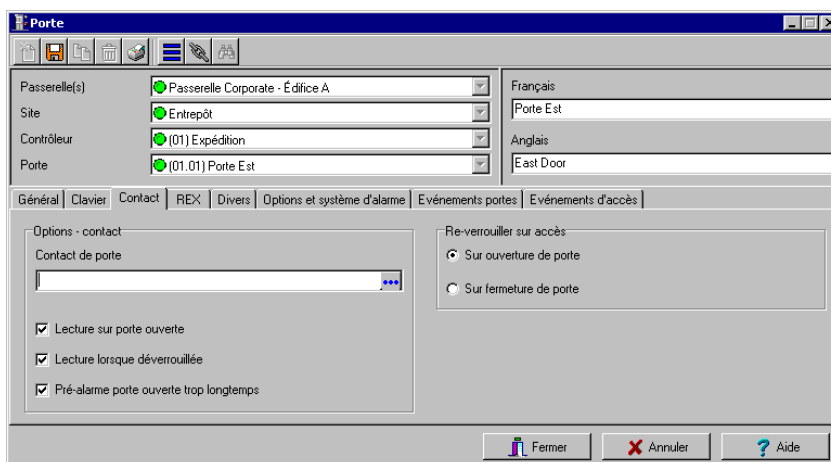 Porte
Passerelle(s) Passerelle Corporate - Édifice A
Français
Site Entrepôt
Porte Est
Contrôleur (01) Expédition
Anglais
Porte (01.01) Porte Est
East Door
Général Clavier Contact REX Divers Options et système d'alarme Evénements portes Evénements d'accès
Options - contact
Re-verrouiller sur accès
Contact de porte
Sur ouverture de porte
Sur fermeture de porte
Lecture sur porte ouverte
Lecture lorsque déverrouillée
Pré-alarme porte ouverte trop longtemps
Fermer Annuler Aide